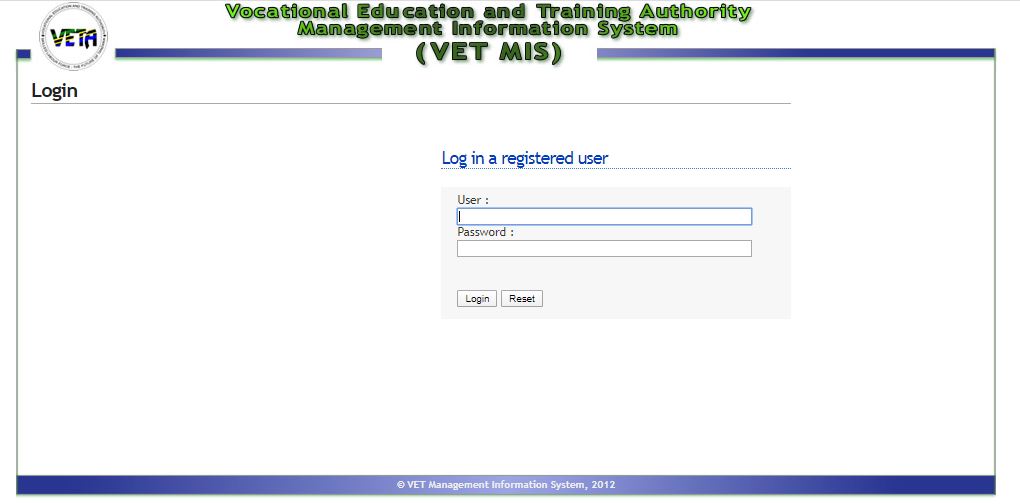 Vocational Education and Training Authority
Management Information System
(VET MIS)
VETA
Login
Log in a registered user
User :
Password :
Login Reset
© VET Management Information System, 2012